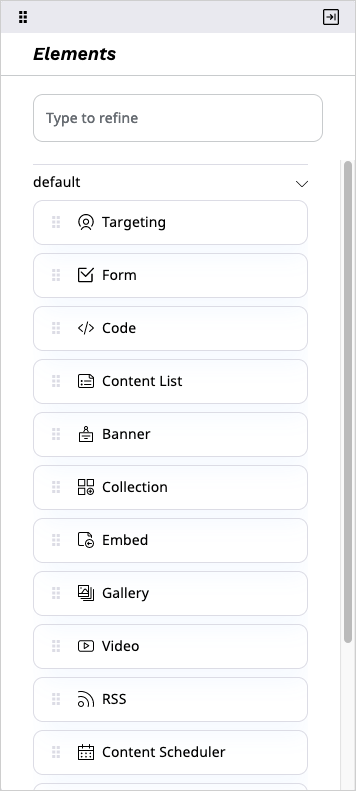 Elements
Type to refine
default
Targeting
Form
Code
Content List
Banner
Collection
Embed
Gallery
Video
RSS
Content Scheduler